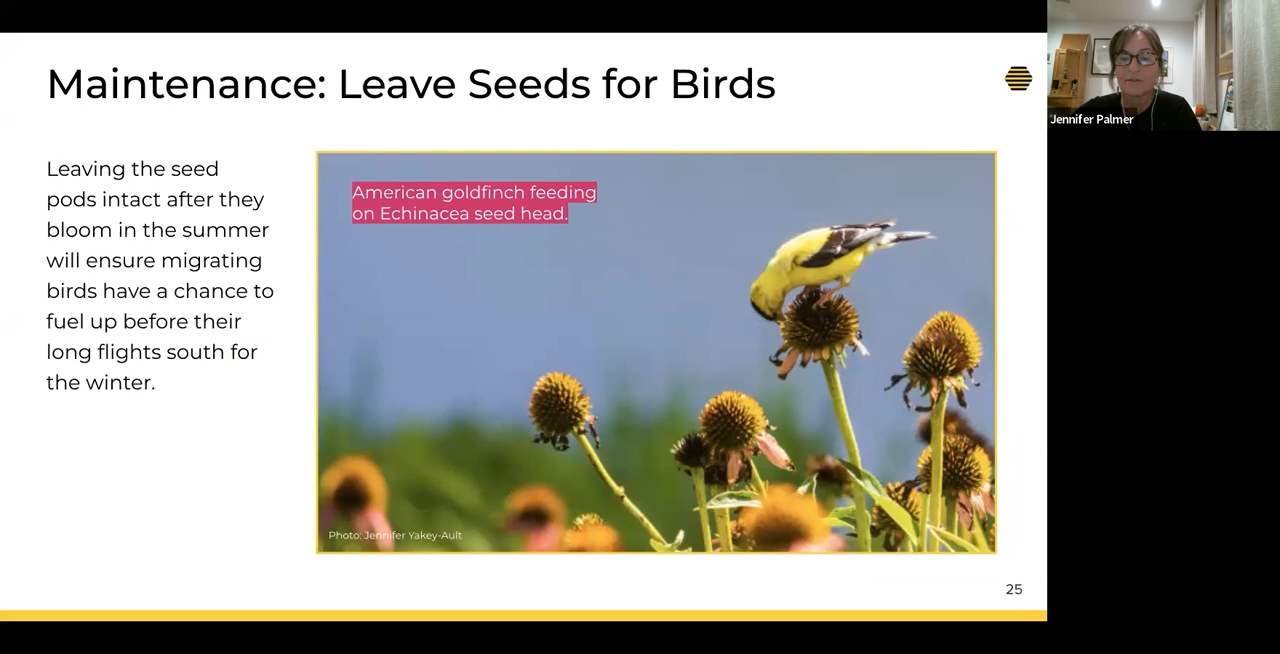 Maintenance: Leave Seeds for Birds
Jennifer Palmer
Leaving the seed
pods intact after they
bloom in the summer
will ensure migrating
birds have a chance to
fuel up before their
long flights south for
the winter.
American goldfinch feeding
on Echinacea seed head.
Photo: Jennifer Yakey-Ault
25